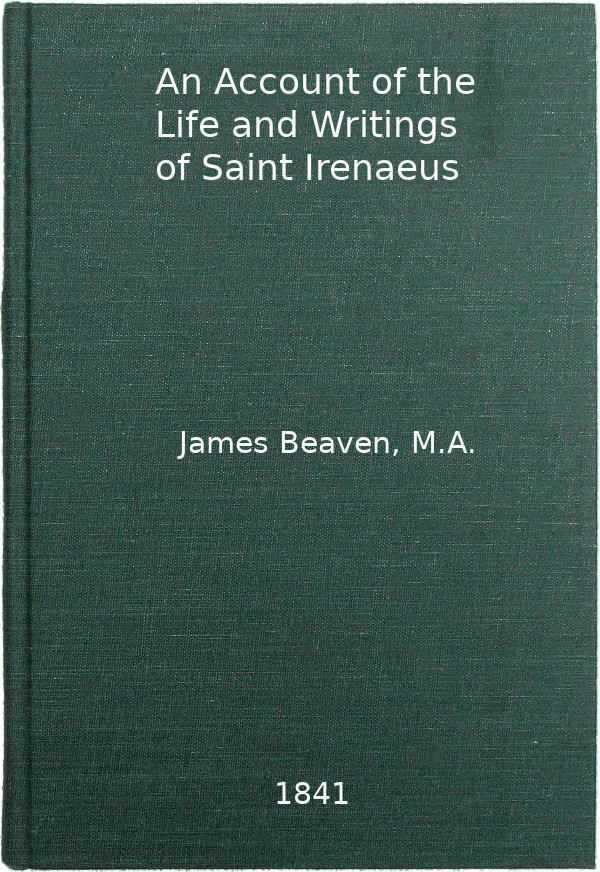 An Account of the
Life and Writings
of Saint Irenaeus
James Beaven, M.A.
1841